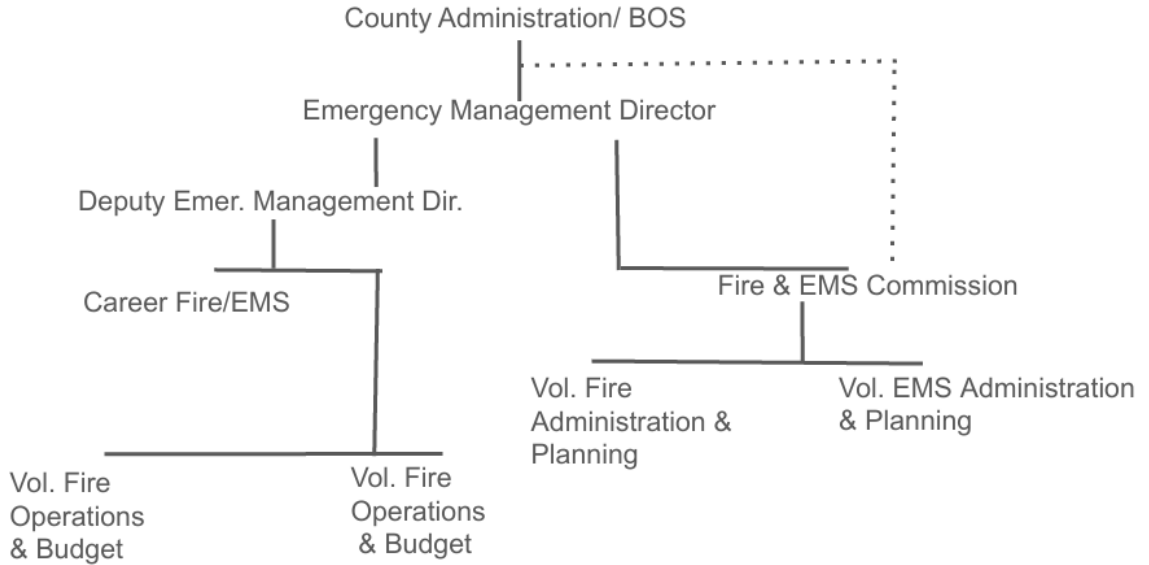 County Administration/ BOS
Emergency Management Director
Deputy Emer. Management Dir.
Career Fire/EMS
Fire & EMS Commission
Vol. Fire
Administration &
Planning
Vol. EMS Administration
& Planning
Vol. Fire
Operations
& Budget
Vol. Fire
Operations
& Budget